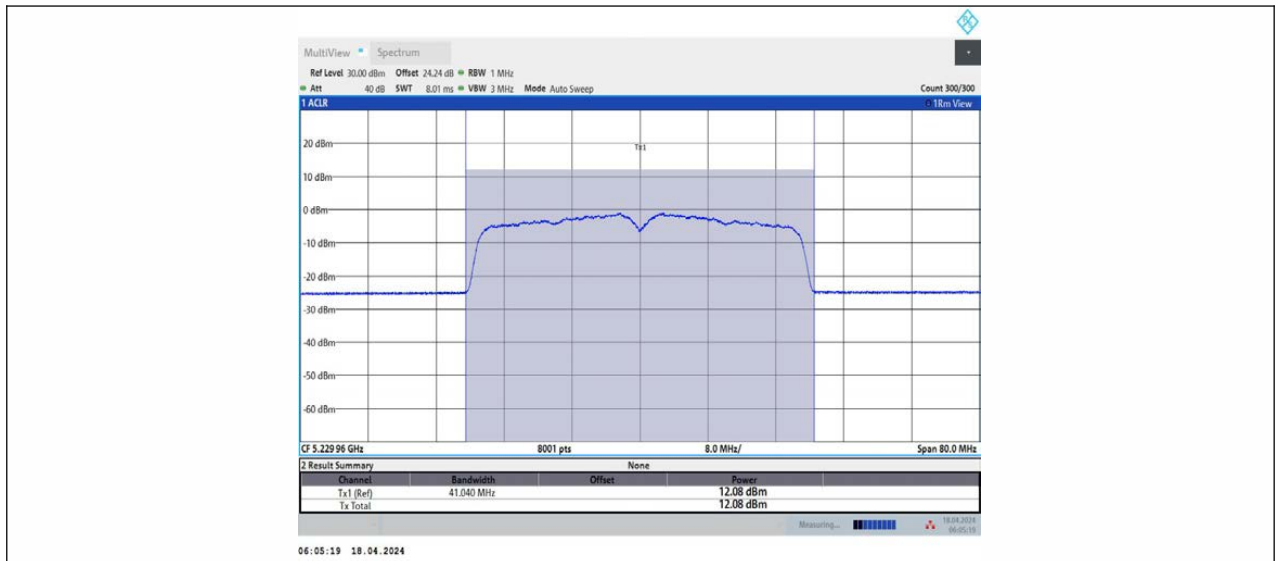 MultiView Spectrum
Ref Level 30.00 dBm Offset 24.24 dB RBW 1 MHz
Att 40 dB SWT 8.01 ms VBW 3 MHz Mode Auto Sweep Count 300/300
1 ACLR 1Rm View
Tx1
20 dBm
10 dBm
0 dBm
-10 dBm
-20 dBm
-30 dBm
-40 dBm
-50 dBm
-60 dBm
CF 5.229 96 GHz 8001 pts 8.0 MHz/ Span 80.0 MHz
2 Result Summary None
Channel Bandwidth Offset Power
Tx1 (Ref) 41.040 MHz 12.08 dBm
Tx Total 12.08 dBm
Measuring... 18.04.2024
06:05:19
06:05:19 18.04.2024